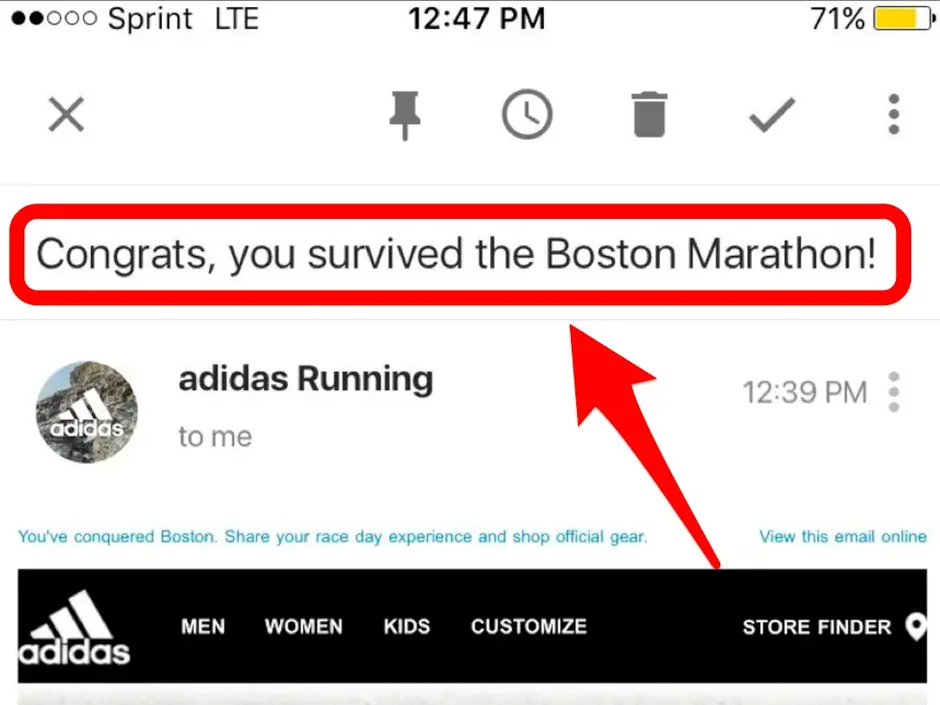 Sprint LTE 12:47 PM 71%
Congrats, you survived the Boston Marathon!
adidas Running
12:39 PM
adidas
to me
You've conquered Boston. Share your race day experience and shop official gear. View this email online
adidas MEN WOMEN KIDS CUSTOMIZE STORE FINDER